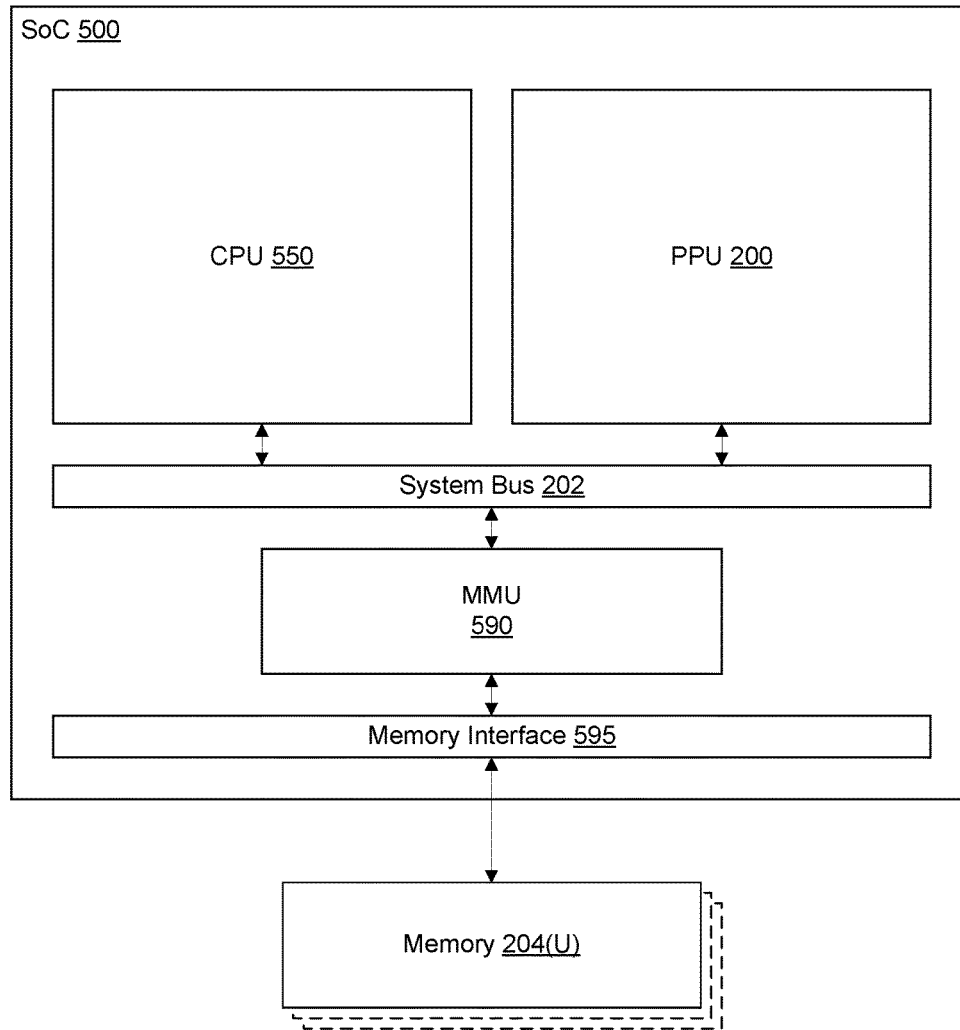 SoC 500
CPU 550
PPU 200
System Bus 202
MMU
590
Memory Interface 595
Memory 204(U)